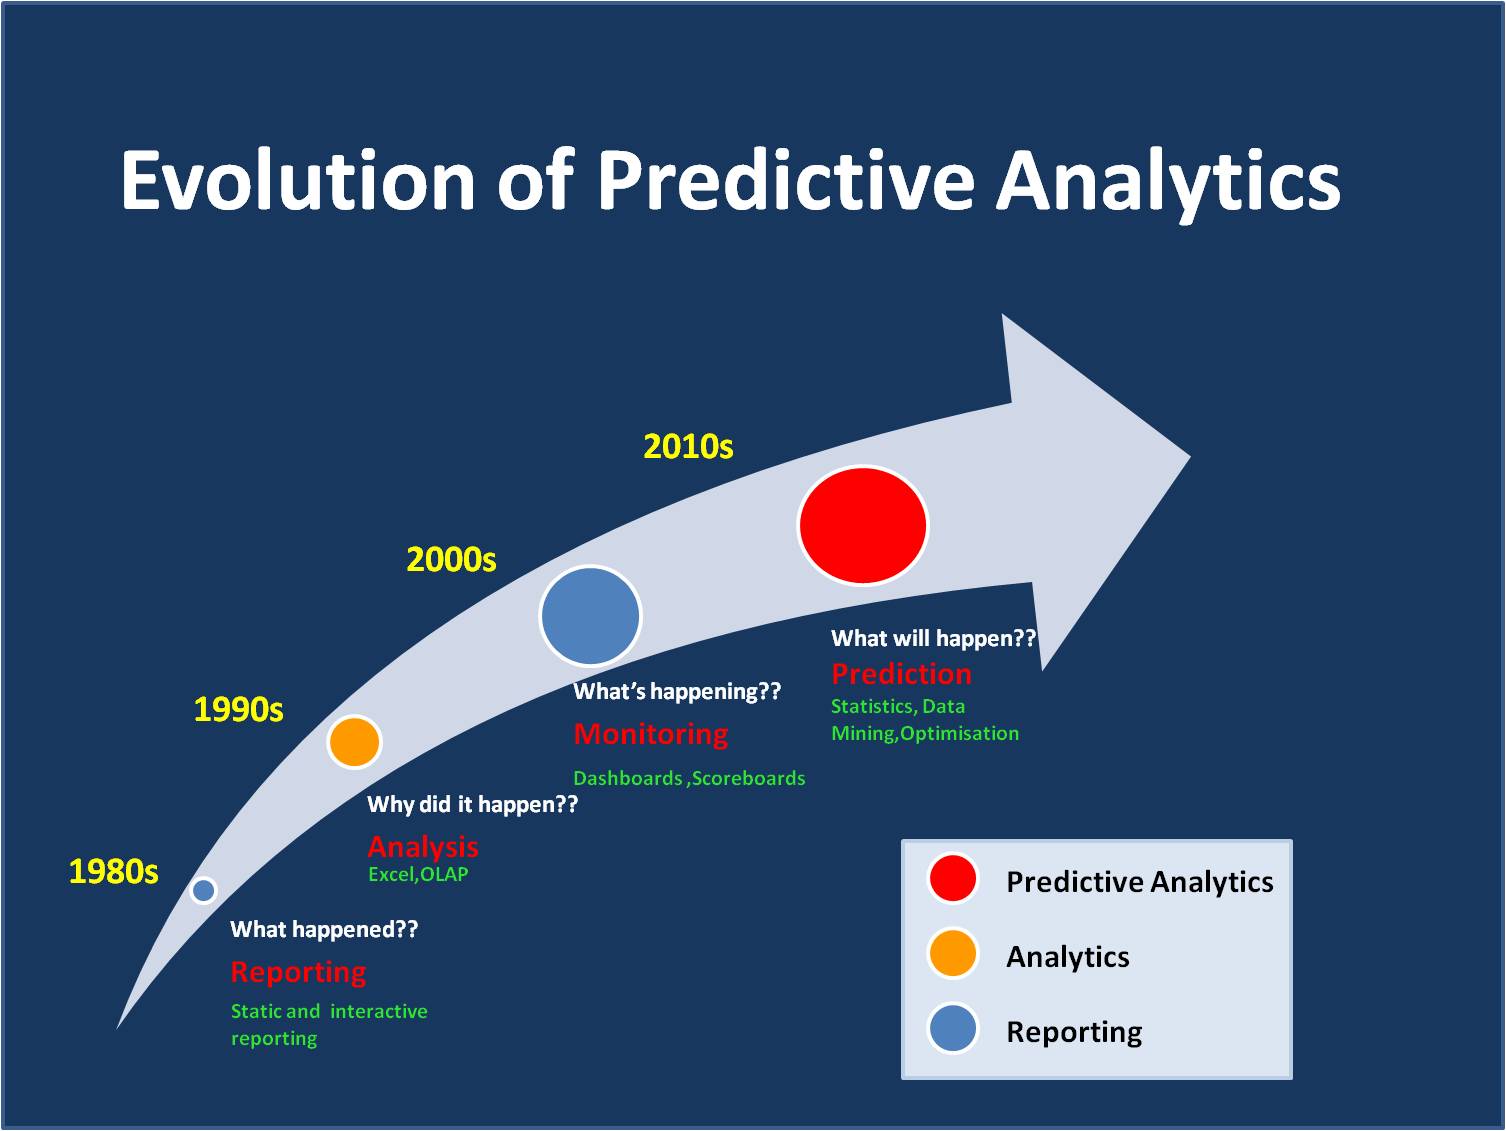 Evolution of Predictive Analytics
2010s
2000s
1990s
1980s
What will happen??
Prediction
Statistics, Data
Mining,Optimisation
What's happening??
Monitoring
Dashboards ,Scoreboards
Why did it happen??
Analysis
Excel,OLAP
What happened??
Reporting
Static and interactive
reporting
Predictive Analytics
Analytics
Reporting